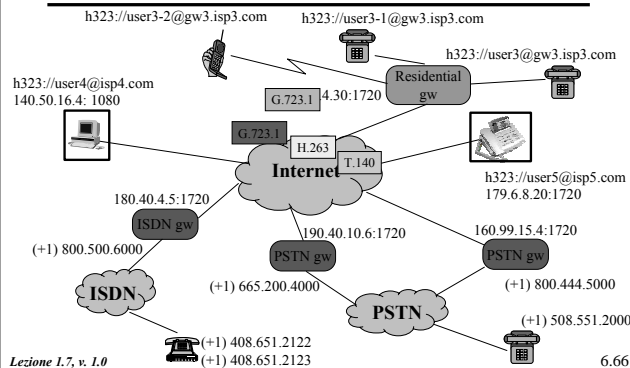 h323://user3-2@gw3.isp3.com
h323://user3-1@gw3.isp3.com
h323://user3@gw3.isp3.com
Residential
gw
h323://user4@isp4.com
140.50.16.4: 1080
G.723.1
4.30:1720
G.723.1
H.263
T.140
Internet
h323://user5@isp5.com
179.6.8.20:1720
180.40.4.5:1720
ISDN gw
190.40.10.6:1720
160.99.15.4:1720
(+1) 800.500.6000
PSTN gw
PSTN gw
(+1) 665.200.4000
(+1) 800.444.5000
ISDN
PSTN
(+1) 508.551.2000
(+1) 408.651.2122
(+1) 408.651.2123
Lezione 1.7, v. 1.0
6.66